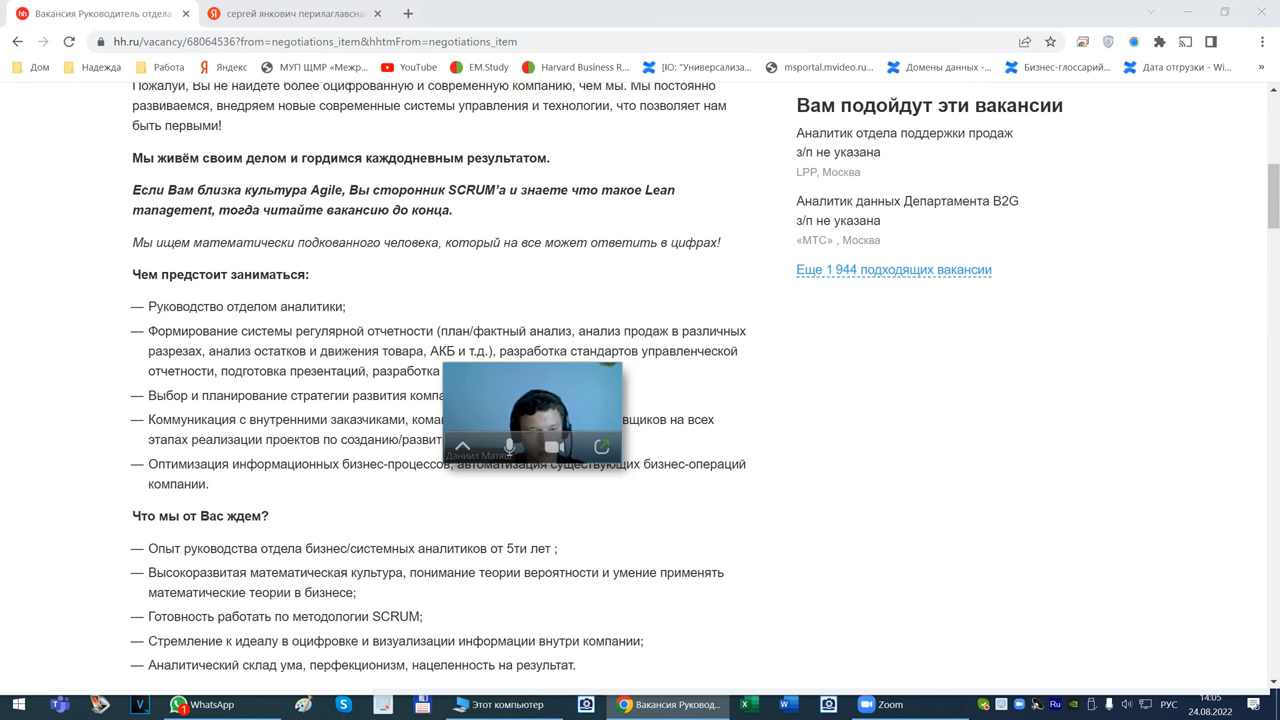 Вакансия Руководитель отдела
сергей янкович перилаглавсна
hh.ru/vacancy/68064536?from=negotiations_item&hhtmFrom=negotiations_item
Дом
Надежда
Работа
Яндекс
МУП ЩМР «Межр...
YouTube
EM.Study
Harvard Business R...
[IO: "Универсализа...
msportal.mvideo.ru...
Домены данных -...
Бизнес-глоссарий...
Дата отгрузки - Wi...
»
Пожалуй, Вы не найдете более оцифрованную и современную компанию, чем мы. Мы постоянно
развиваемся, внедряем новые современные системы управления и технологии, что позволяет нам
быть первыми!
Мы живём своим делом и гордимся каждодневным результатом.
Если Вам близка культура Agile, Вы сторонник SCRUM’а и знаете что такое Lean
management, тогда читайте вакансию до конца.
Мы ищем математически подкованного человека, который на все может ответить в цифрах!
Чем предстоит заниматься:
— Руководство отделом аналитики;
— Формирование системы регулярной отчетности (план/фактный анализ, анализ продаж в различных
разрезах, анализ остатков и движения товара, АКБ и т.д.), разработка стандартов управленческой
отчетности, подготовка презентаций, разработка
— Выбор и планирование стратегии развития комп
— Коммуникация с внутренними заказчиками, кома вщиков на всех
этапах реализации проектов по созданию/развит
— Оптимизация информационных бизнес-процессов, автоматизация существующих бизнес-операций
компании.
Даниил Матя
Что мы от Вас ждем?
— Опыт руководства отдела бизнес/системных аналитиков от 5ти лет ;
— Высокоразвитая математическая культура, понимание теории вероятности и умение применять
математические теории в бизнесе;
— Готовность работать по методологии SCRUM;
— Стремление к идеалу в оцифровке и визуализации информации внутри компании;
— Аналитический склад ума, перфекционизм, нацеленность на результат.
Вам подойдут эти вакансии
Аналитик отдела поддержки продаж
з/п не указана
LPP, Москва
Аналитик данных Департамента B2G
з/п не указана
«МТС» , Москва
Еще 1 944 подходящих вакансии
WhatsApp
Этот компьютер
Вакансия Руковод...
Zoom
Ru
РУС
14:05
24.08.2022